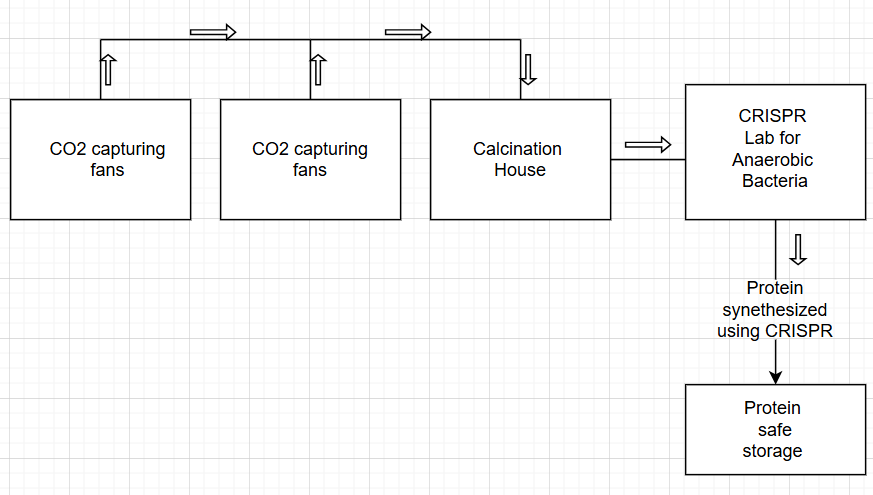 CO2 capturing
fans
CO2 capturing
fans
Calcination
House
CRISPR
Lab for
Anaerobic
Bacteria
Protein
synethesized
using CRISPR
Protein
safe
storage